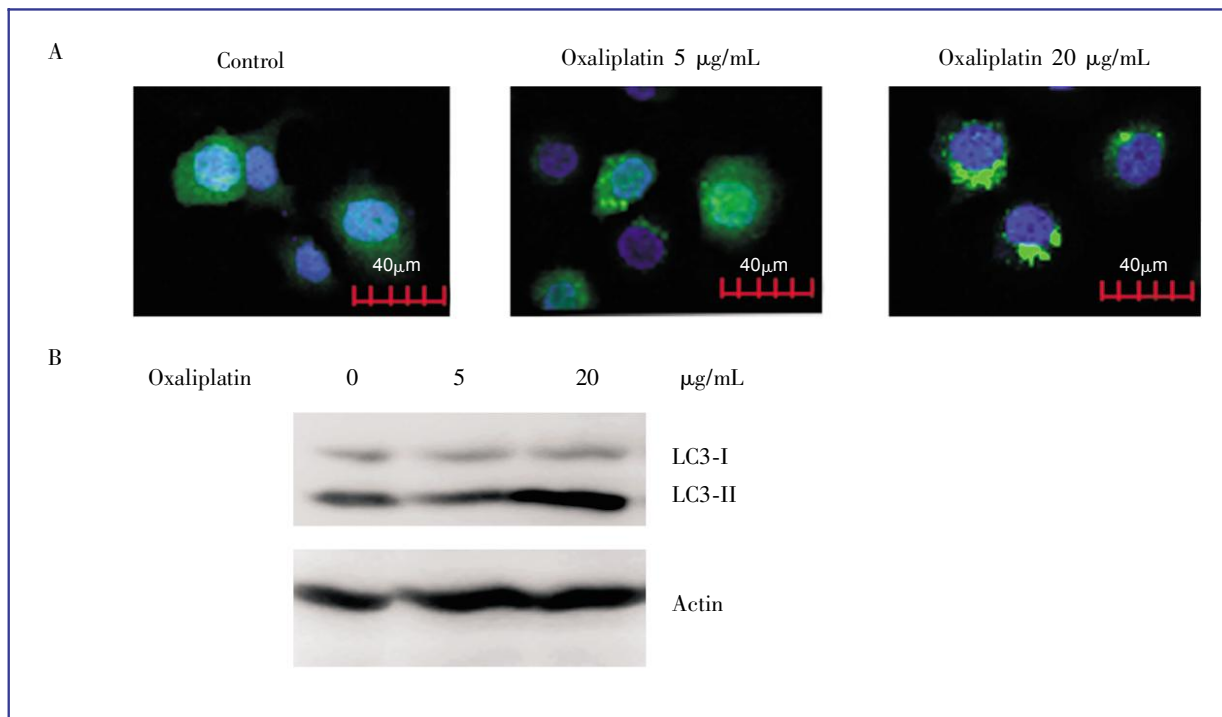 A
Control
Oxaliplatin 5 μg/mL
Oxaliplatin 20 μg/mL
40μm
40μm
40μm
B
Oxaliplatin 0 5 20 μg/mL
LC3-I
LC3-II
Actin